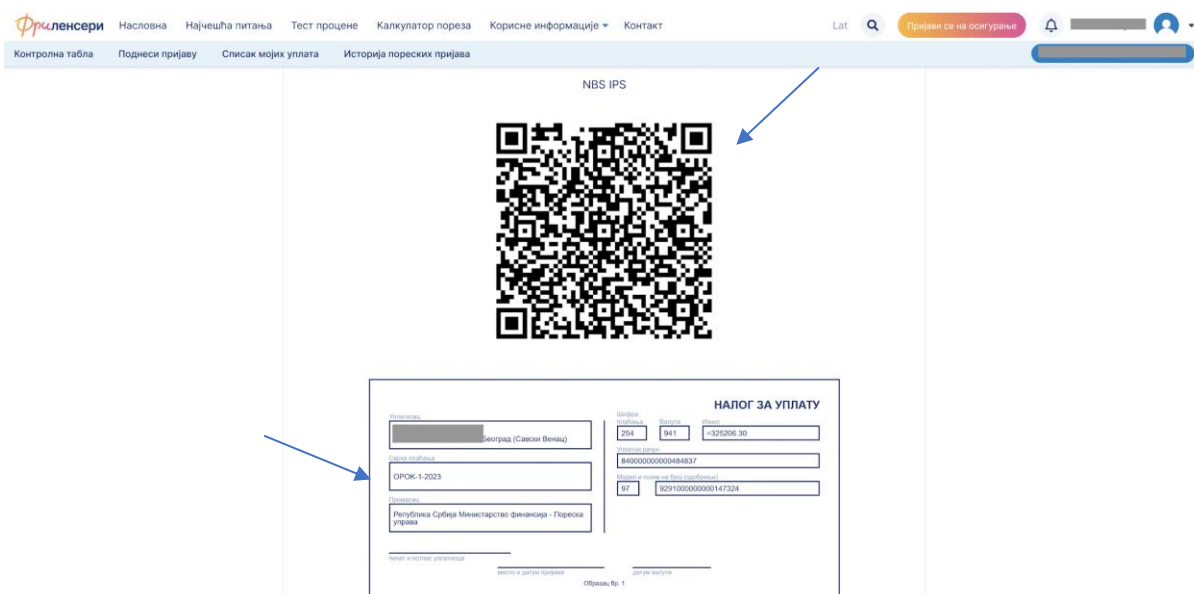 Фриленсери Насловна Најчешћа питања Тест процене Калкулатор пореза Корисне информације Контакт Lat Пријави се на осигурање
Контролна табла Поднеси пријаву Списак мојих уплата Историја пореских пријава
NBS IPS
НАЛОГ ЗА УПЛАТУ
Уплатилац
Београд (Савски Венац)
Сврха плаћања
OPOK-1-2023
Прималац
Република Србија Министарство финансија - Пореска
управа
печат и потпис уплатиоца
место и датум пријема
датум валуте
Шифра
плаћања Валута Износ
254 941 =325206.30
Уплатни рачун
840000000000484837
Модел и позив на број (одобрење)
97 9291000000000147324
Образац бр. 1